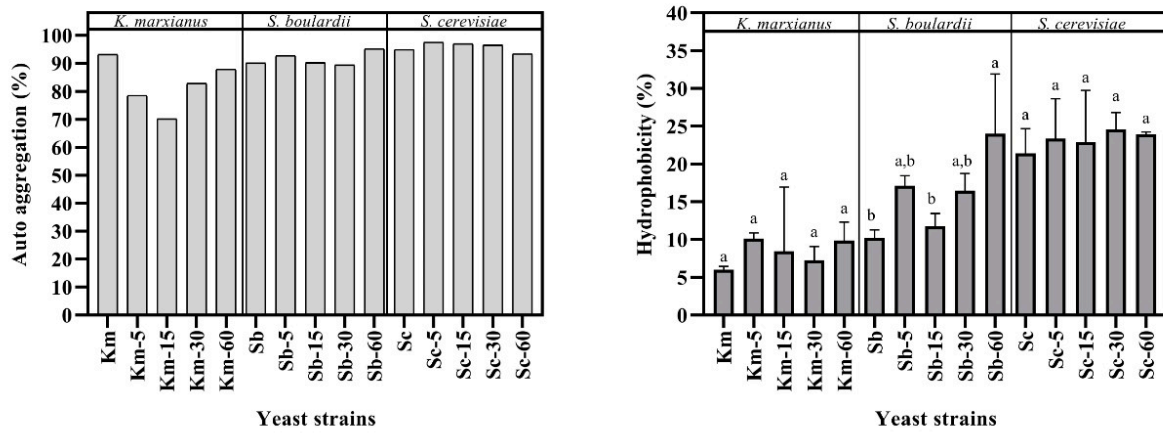 K. marxianus S. boulardii S. cerevisiae
100
90
80
70
60
50
40
30
20
10
0
Auto aggregation (%)
Km Km-5 Km-15 Km-30 Km-60 Sb Sb-5 Sb-15 Sb-30 Sb-60 Sc Sc-5 Sc-15 Sc-30 Sc-60
Yeast strains
K. marxianus S. boulardii S. cerevisiae
40
35
30
25
20
15
10
5
0
Hydrophobicity (%)
a a a a a b a,b b a,b a a a a a a
Km Km-5 Km-15 Km-30 Km-60 Sb Sb-5 Sb-15 Sb-30 Sb-60 Sc Sc-5 Sc-15 Sc-30 Sc-60
Yeast strains